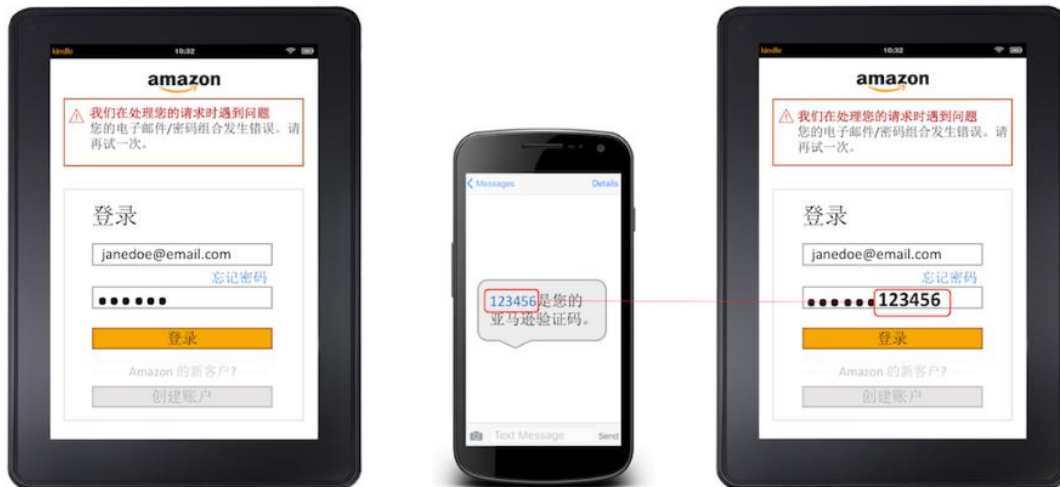 kindle
10:32
amazon
我们在处理您的请求时遇到问题
您的电子邮件/密码组合发生错误。请
再试一次。
登录
janedoe@email.com
忘记密码
登录
Amazon 的新客户?
创建账户
Messages
Details
123456是您的
亚马逊验证码。
Text Message
Send
kindle
10:32
amazon
我们在处理您的请求时遇到问题
您的电子邮件/密码组合发生错误。请
再试一次。
登录
janedoe@email.com
忘记密码
123456
登录
Amazon 的新客户?
创建账户